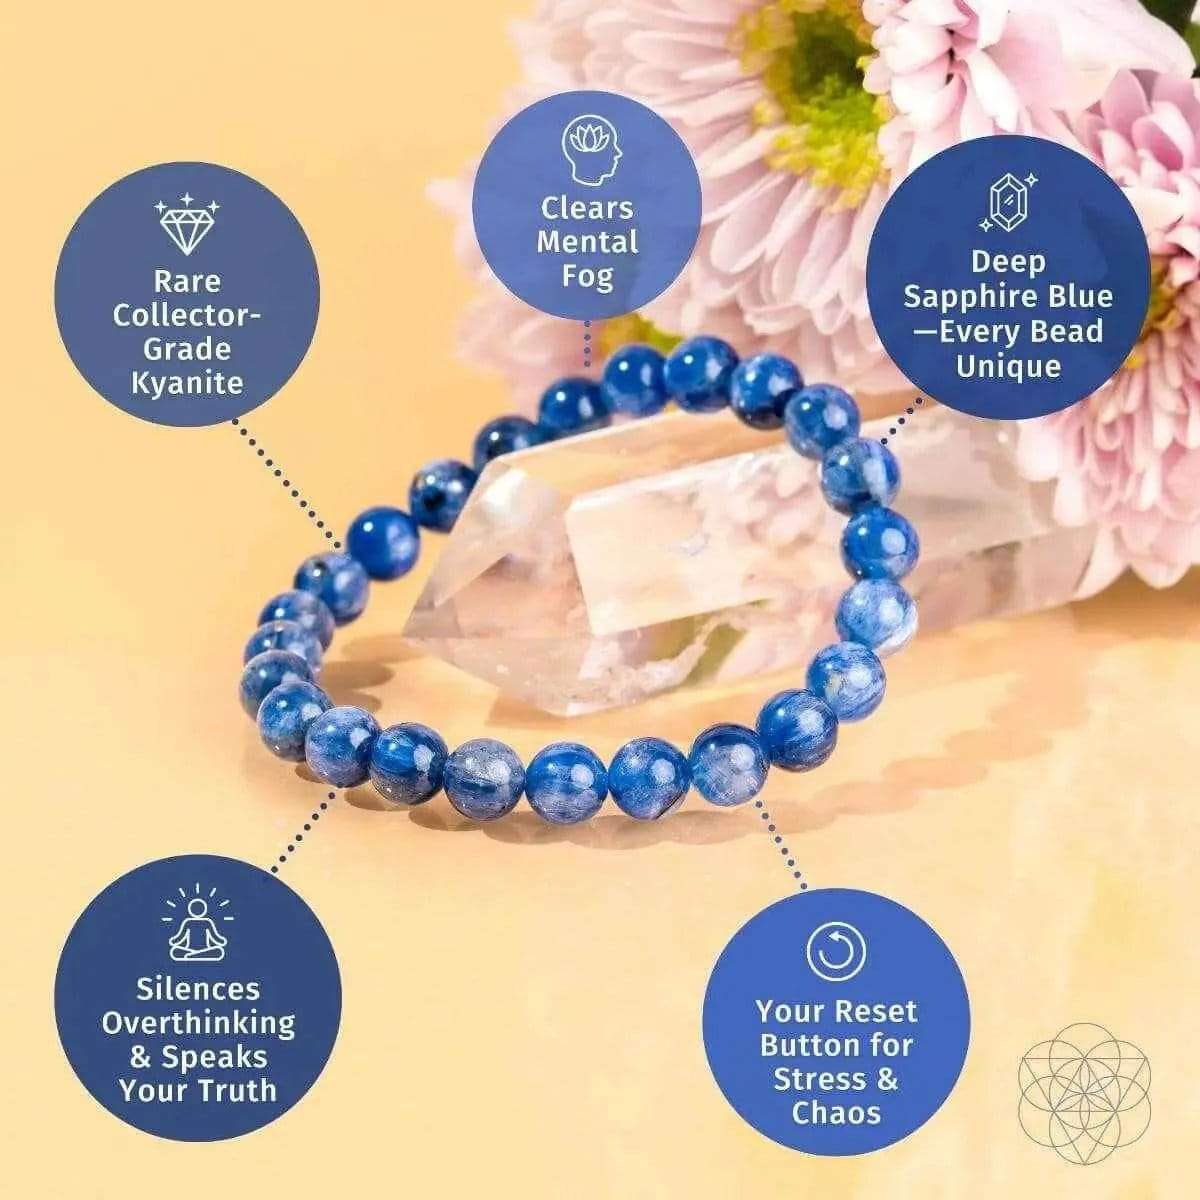 Clears
Mental
Fog
Rare
Collector-
Grade
Kyanite
Deep
Sapphire Blue
—Every Bead
Unique
Silences
Overthinking
& Speaks
Your Truth
Your Reset
Button for
Stress &
Chaos